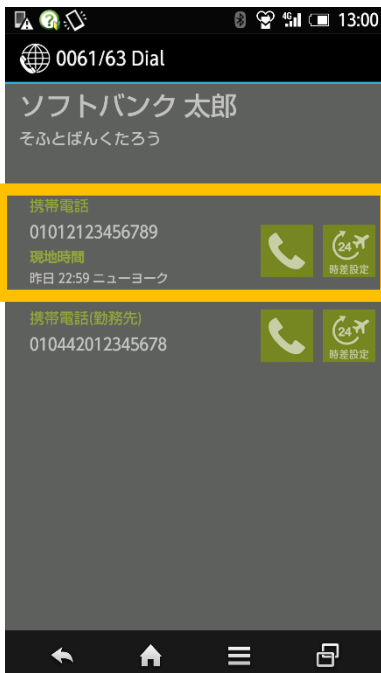 4G 13:00
0061/63 Dial
ソフトバンク 太郎
そふとばんくたろう
携帯電話
01012123456789
現地時間
昨日 22:59 ニューヨーク
24
時差設定
携帯電話(勤務先)
010442012345678
24
時差設定